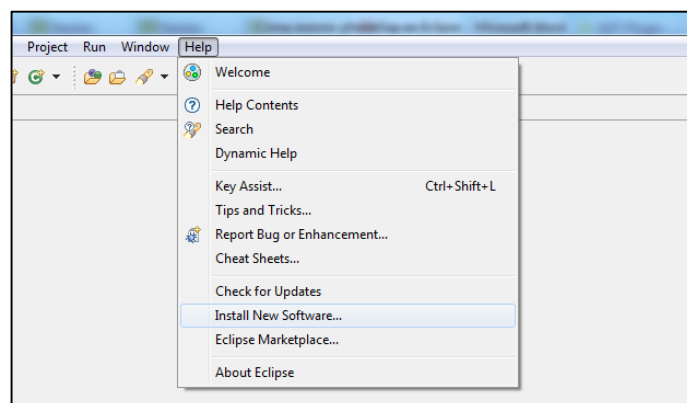 Project Run Window Help
Welcome
Help Contents
Search
Dynamic Help
Key Assist... Ctrl+Shift+L
Tips and Tricks...
Report Bug or Enhancement...
Cheat Sheets...
Check for Updates
Install New Software...
Eclipse Marketplace...
About Eclipse